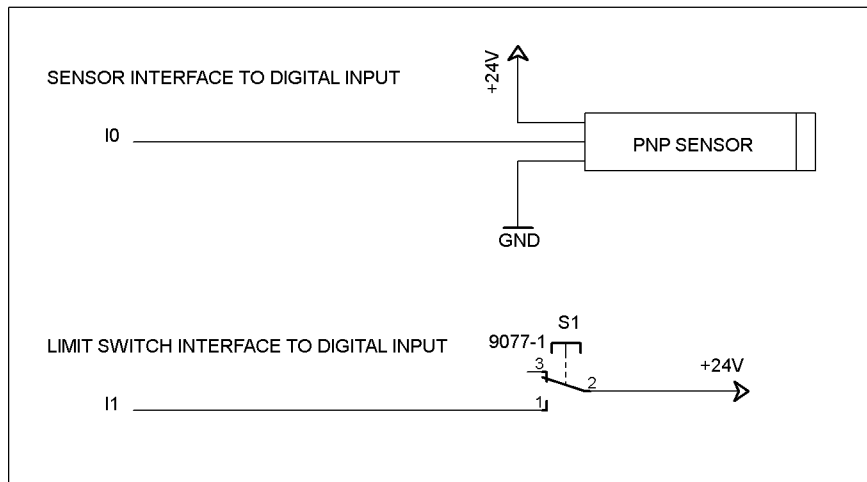 +24V
SENSOR INTERFACE TO DIGITAL INPUT
I0
PNP SENSOR
GND
S1
9077-1
LIMIT SWITCH INTERFACE TO DIGITAL INPUT
3
+24V
2
I1
1